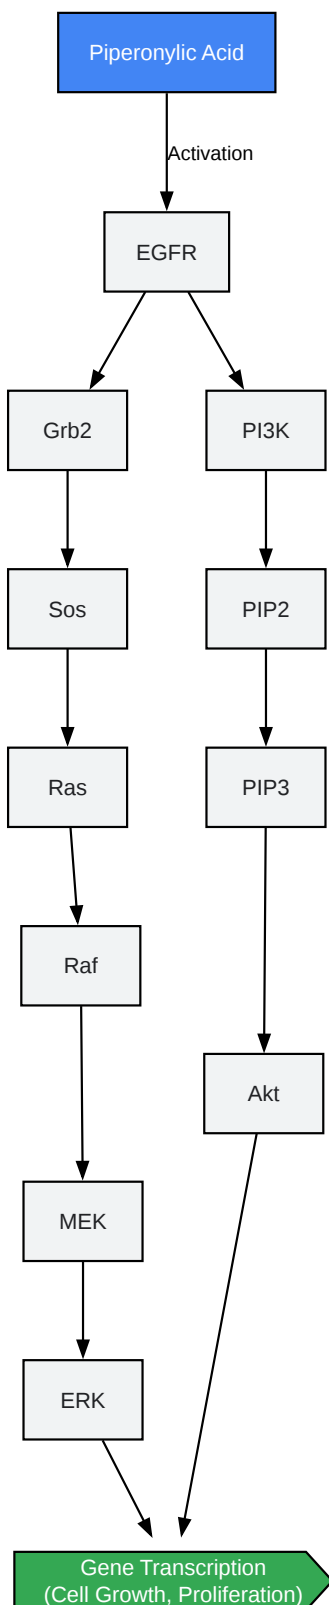 Piperonylic Acid
Activation
EGFR
Grb2
PI3K
Sos
PIP2
Ras
PIP3
Raf
Akt
MEK
ERK
Gene Transcription
(Cell Growth, Proliferation)